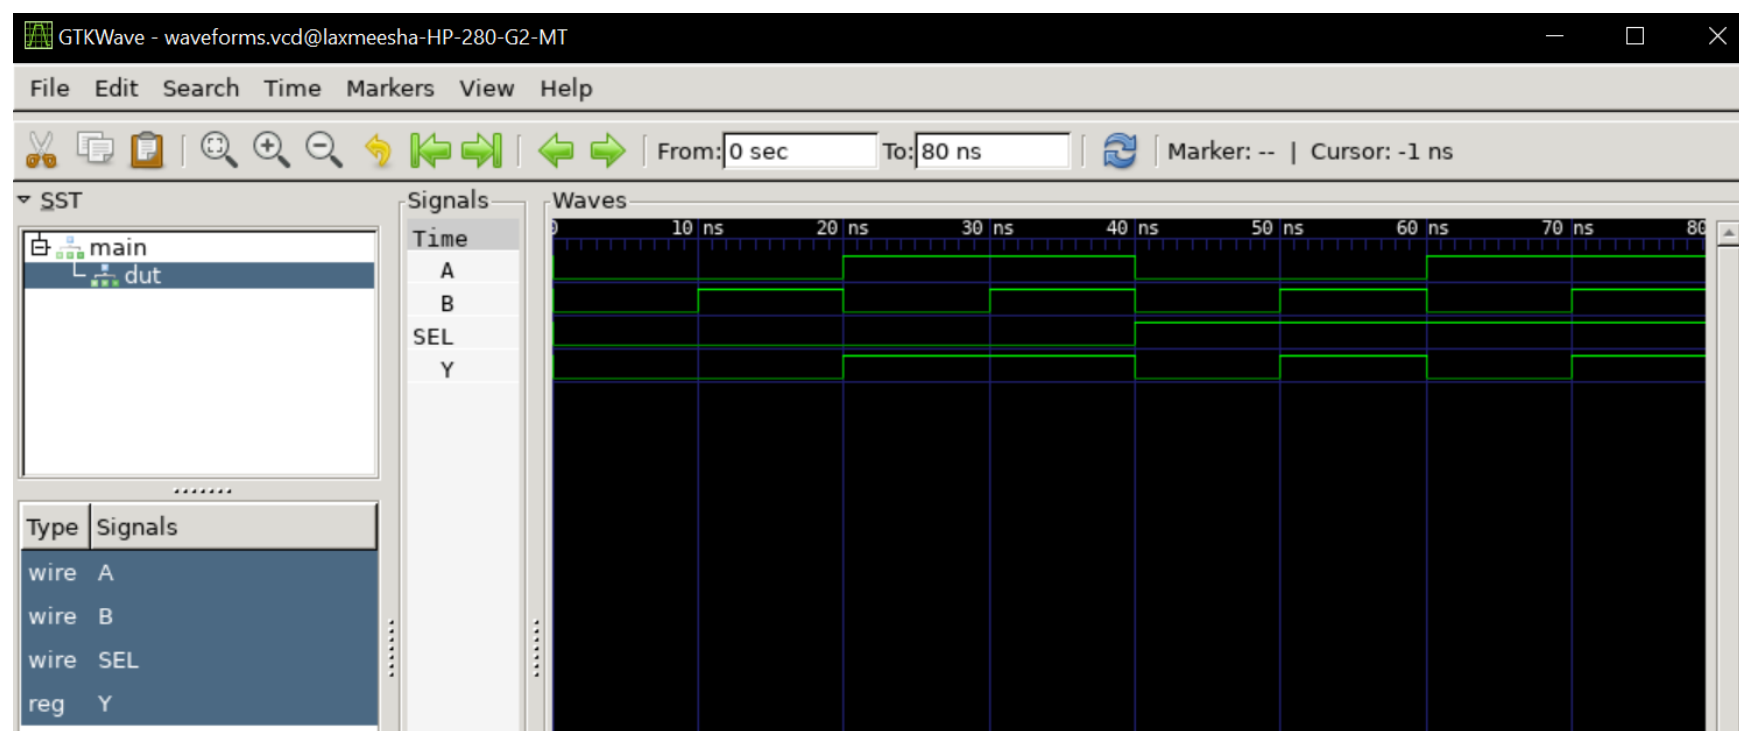 GTKWave - waveforms.vcd@laxmeesha-HP-280-G2-MT
File Edit Search Time Markers View Help
From: 0 sec To: 80 ns Marker: -- | Cursor: -1 ns
SST
main
dut
Type Signals
wire A
wire B
wire SEL
reg Y
Signals
Time
A
B
SEL
Y
Waves
0 10 ns 20 ns 30 ns 40 ns 50 ns 60 ns 70 ns 80